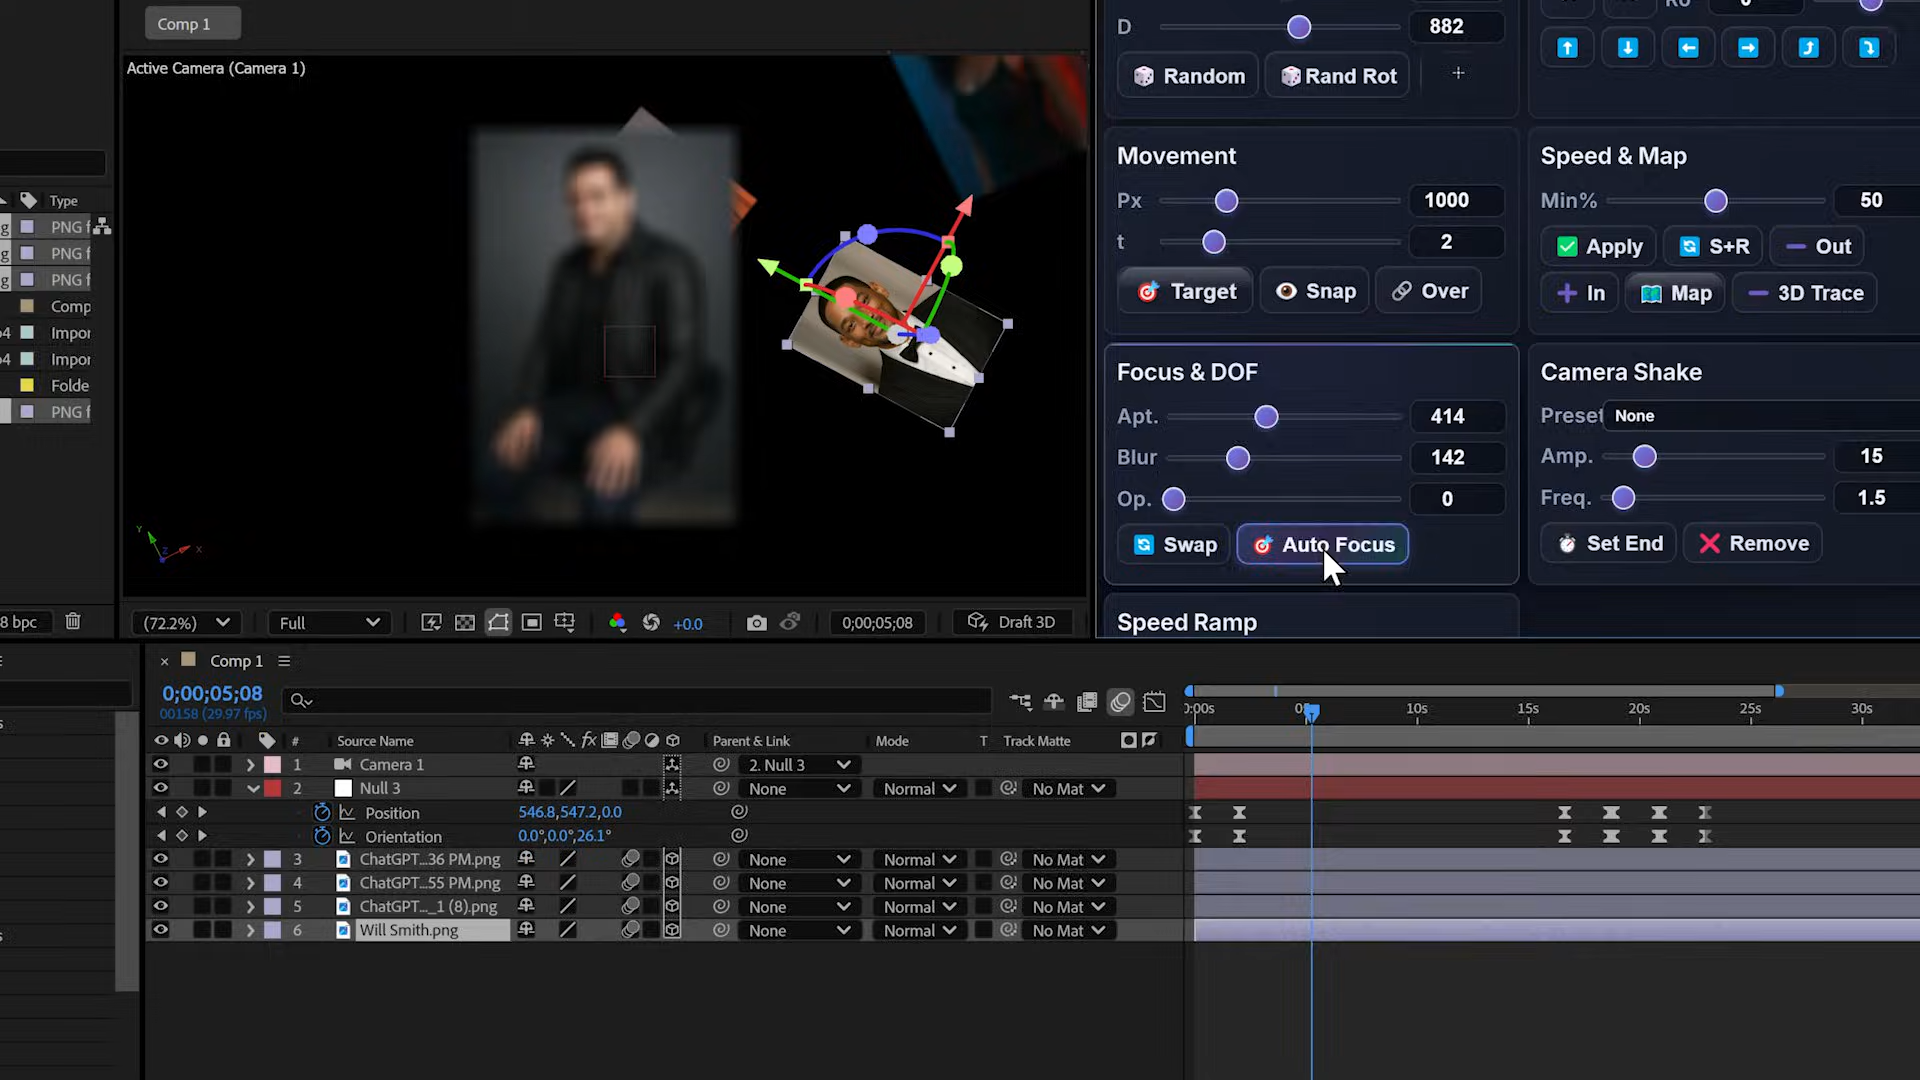 Comp 1
Active Camera (Camera 1)
Type
PNG f
PNG f
PNG f
Comp
Impor
Impor
Folde
PNG f
8 bpc
(72.2%)
Full
+0.0
0;00;05;08
Draft 3D
D
882
Random
Rand Rot
Movement
Px
1000
t
2
Target
Snap
Over
Speed & Map
Min%
50
Apply
S+R
Out
In
Map
3D Trace
Focus & DOF
Apt.
414
Blur
142
Op.
0
Swap
Auto Focus
Camera Shake
Preset
None
Amp.
15
Freq.
1.5
Set End
Remove
Speed Ramp
Comp 1
0;00;05;08
00158 (29.97 fps)
# Source Name fx Parent & Link Mode T Track Matte
1 Camera 1 2. Null 3
2 Null 3 None Normal No Mat
Position 546.8,547.2,0.0
Orientation 0.0°,0.0°,26.1°
3 ChatGPT...36 PM.png None Normal No Mat
4 ChatGPT...55 PM.png None Normal No Mat
5 ChatGPT..._1 (8).png None Normal No Mat
6 Will Smith.png None Normal No Mat
10s 15s 20s 25s 30s